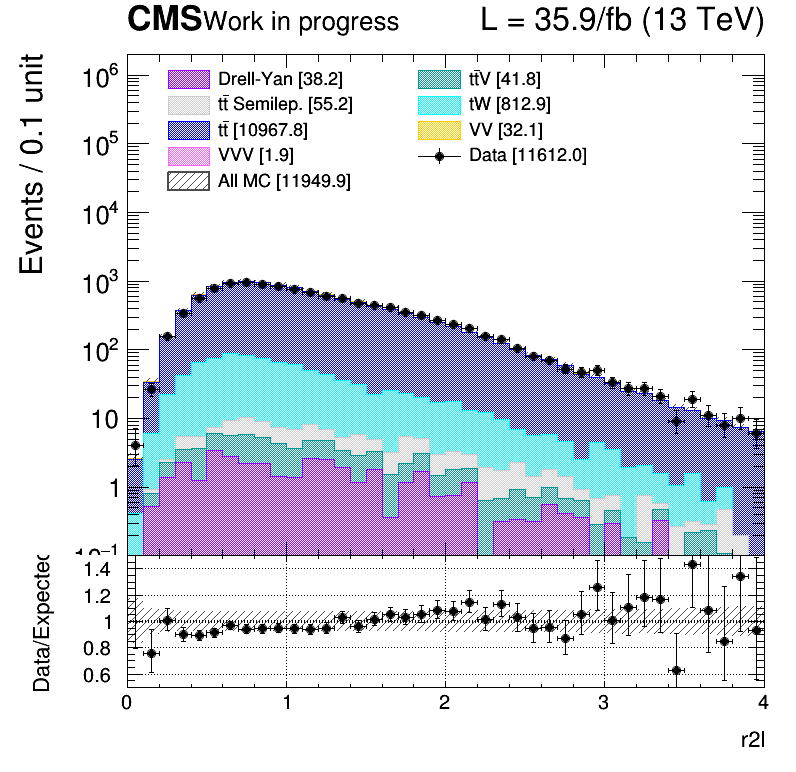 CMS Work in progress L = 35.9/fb (13 TeV)
Events / 0.1 unit
10⁶
10⁵
10⁴
10³
10²
10
1
10⁻¹
Drell-Yan [38.2]
tt̄ Semilep. [55.2]
tt̄ [10967.8]
VVV [1.9]
All MC [11949.9]
tt̄V [41.8]
tW [812.9]
VV [32.1]
Data [11612.0]
Data/Expected
1.4
1.2
1
0.8
0.6
0 1 2 3 4
r2l